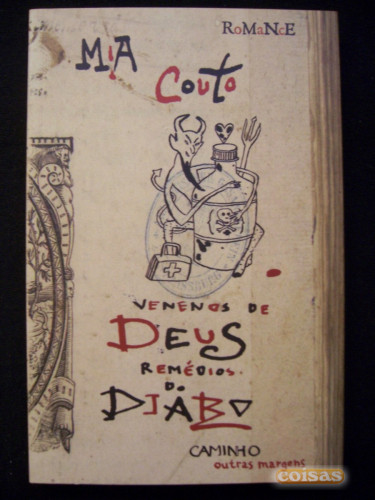 RoMaNcE
MiA
Couto
VENENOS DE
DEUS
REMÉDIOS
DO
DIABO
CAMINHO
outras margens
coisas